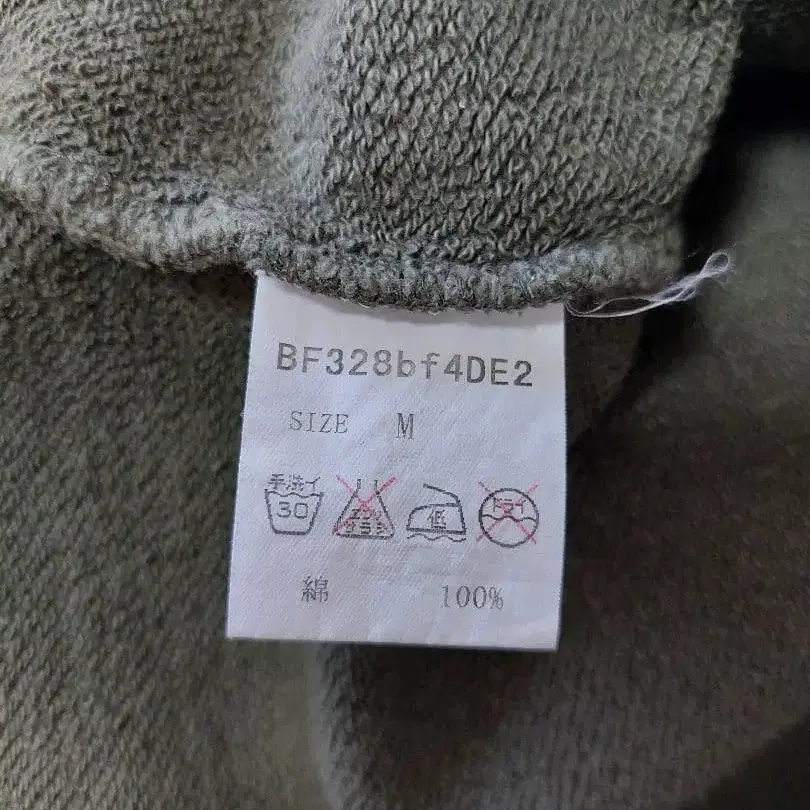 BF328bf4DE2
SIZE M
手洗イ
30 エンソ 低 ドライ
サラシ
綿 100%